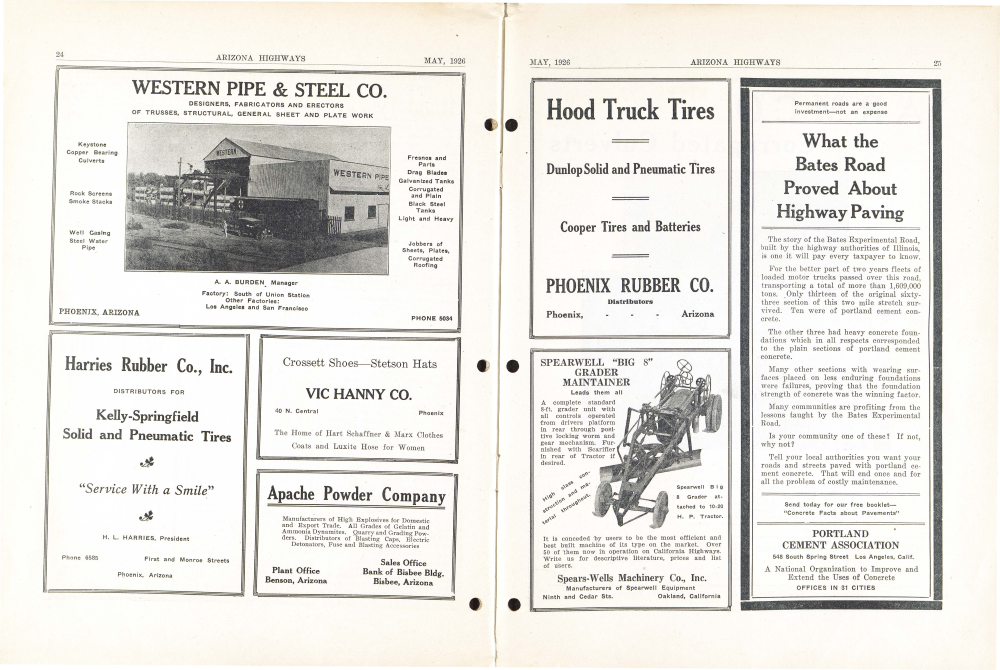 24
ARIZONA HIGHWAYS
MAY, 1926
WESTERN PIPE & STEEL CO.
DESIGNERS, FABRICATORS AND ERECTORS
OF TRUSSES, STRUCTURAL, GENERAL SHEET AND PLATE WORK
Keystone
Copper Bearing
Culverts
Rock Screens
Smoke Stacks
Well Casing
Steel Water
Pipe
WESTERN
WESTERN PIPE
Fresnos and
Parts
Drag Blades
Galvanized Tanks
Corrugated
and Plain
Black Steel
Tanks
Light and Heavy
Jobbers of
Sheets, Plates,
Corrugated
Roofing
A. A. BURDEN, Manager
Factory: South of Union Station
Other Factories:
Los Angeles and San Francisco
PHOENIX, ARIZONA
PHONE 5034
Harries Rubber Co., Inc.
DISTRIBUTORS FOR
Kelly-Springfield
Solid and Pneumatic Tires
"Service With a Smile"
H. L. HARRIES, President
Phone 6585
First and Monroe Streets
Phoenix, Arizona
Crossett Shoes—Stetson Hats
VIC HANNY CO.
40 N. Central
Phoenix
The Home of Hart Schaffner & Marx Clothes
Coats and Luxite Hose for Women
Apache Powder Company
Manufacturers of High Explosives for Domestic
and Export Trade. All Grades of Gelatin and
Ammonia Dynamites. Quarry and Grading Pow-
ders. Distributors of Blasting Caps, Electric
Detonators, Fuse and Blasting Accessories
Plant Office
Benson, Arizona
Sales Office
Bank of Bisbee Bldg.
Bisbee, Arizona
MAY, 1926
ARIZONA HIGHWAYS
25
Hood Truck Tires
Dunlop Solid and Pneumatic Tires
Cooper Tires and Batteries
PHOENIX RUBBER CO.
Distributors
Phoenix, - - - Arizona
SPEARWELL "BIG 8"
GRADER
MAINTAINER
Leads them all
A complete standard
8-ft. grader unit with
all controls operated
from drivers platform
in rear through posi-
tive locking worm and
gear mechanism. Fur-
nished with Scarifier
in rear of Tractor if
desired.
High class con-
struction and ma-
terial throughout.
Spearwell Big
8 Grader at-
tached to 10-20
H. P. Tractor.
It is conceded by users to be the most efficient and
best built machine of its type on the market. Over
50 of them now in operation on California Highways.
Write us for descriptive literature, prices and list
of users.
Spears-Wells Machinery Co., Inc.
Manufacturers of Spearwell Equipment
Ninth and Cedar Sts.
Oakland, California
Permanent roads are a good
investment—not an expense
What the
Bates Road
Proved About
Highway Paving
The story of the Bates Experimental Road,
built by the highway authorities of Illinois,
is one it will pay every taxpayer to know.
For the better part of two years fleets of
loaded motor trucks passed over this road,
transporting a total of more than 1,609,000
tons. Only thirteen of the original sixty-
three section of this two mile stretch sur-
vived. Ten were of portland cement con-
crete.
The other three had heavy concrete foun-
dations which in all respects corresponded
to the plain sections of portland cement
concrete.
Many other sections with wearing sur-
faces placed on less enduring foundations
were failures, proving that the foundation
strength of concrete was the winning factor.
Many communities are profiting from the
lessons taught by the Bates Experimental
Road.
Is your community one of these? If not,
why not?
Tell your local authorities you want your
roads and streets paved with portland ce-
ment concrete. That will end once and for
all the problem of costly maintenance.
Send today for our free booklet—
"Concrete Facts about Pavements"
PORTLAND
CEMENT ASSOCIATION
548 South Spring Street Los Angeles, Calif.
A National Organization to Improve and
Extend the Uses of Concrete
OFFICES IN 31 CITIES